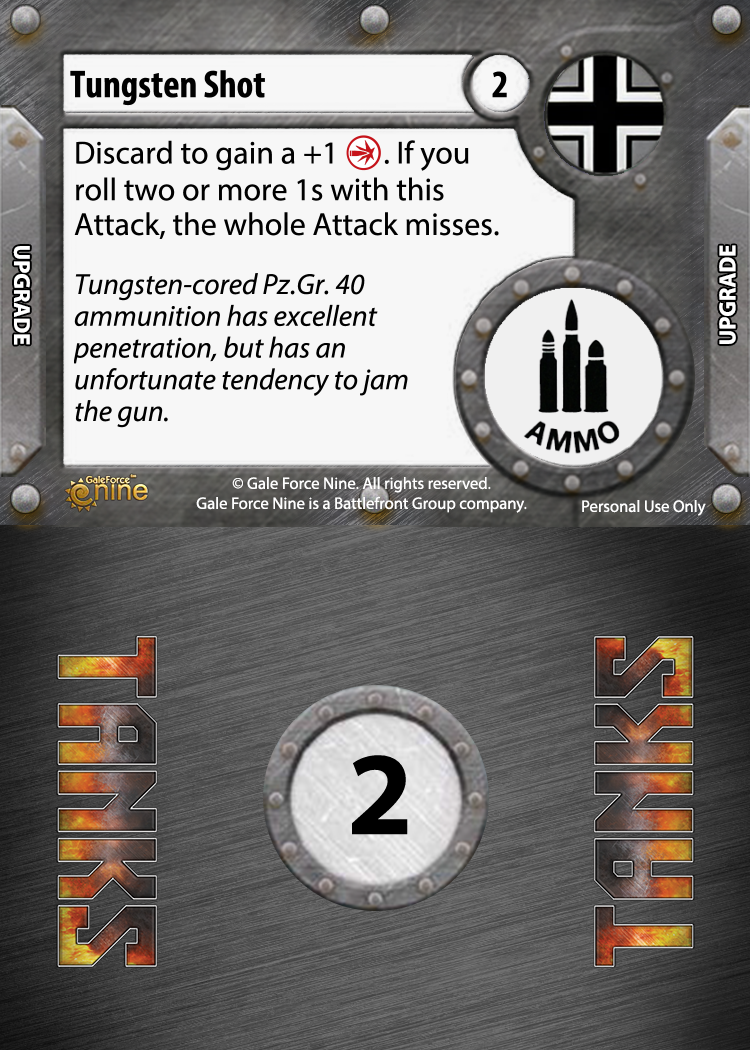 Tungsten Shot
2
Discard to gain a +1 . If you
roll two or more 1s with this
Attack, the whole Attack misses.
Tungsten-cored Pz.Gr. 40
ammunition has excellent
penetration, but has an
unfortunate tendency to jam
the gun.
UPGRADE
UPGRADE
AMMO
GaleForce™
nine
© Gale Force Nine. All rights reserved.
Gale Force Nine is a Battlefront Group company.
Personal Use Only
TANKS
2
TANKS